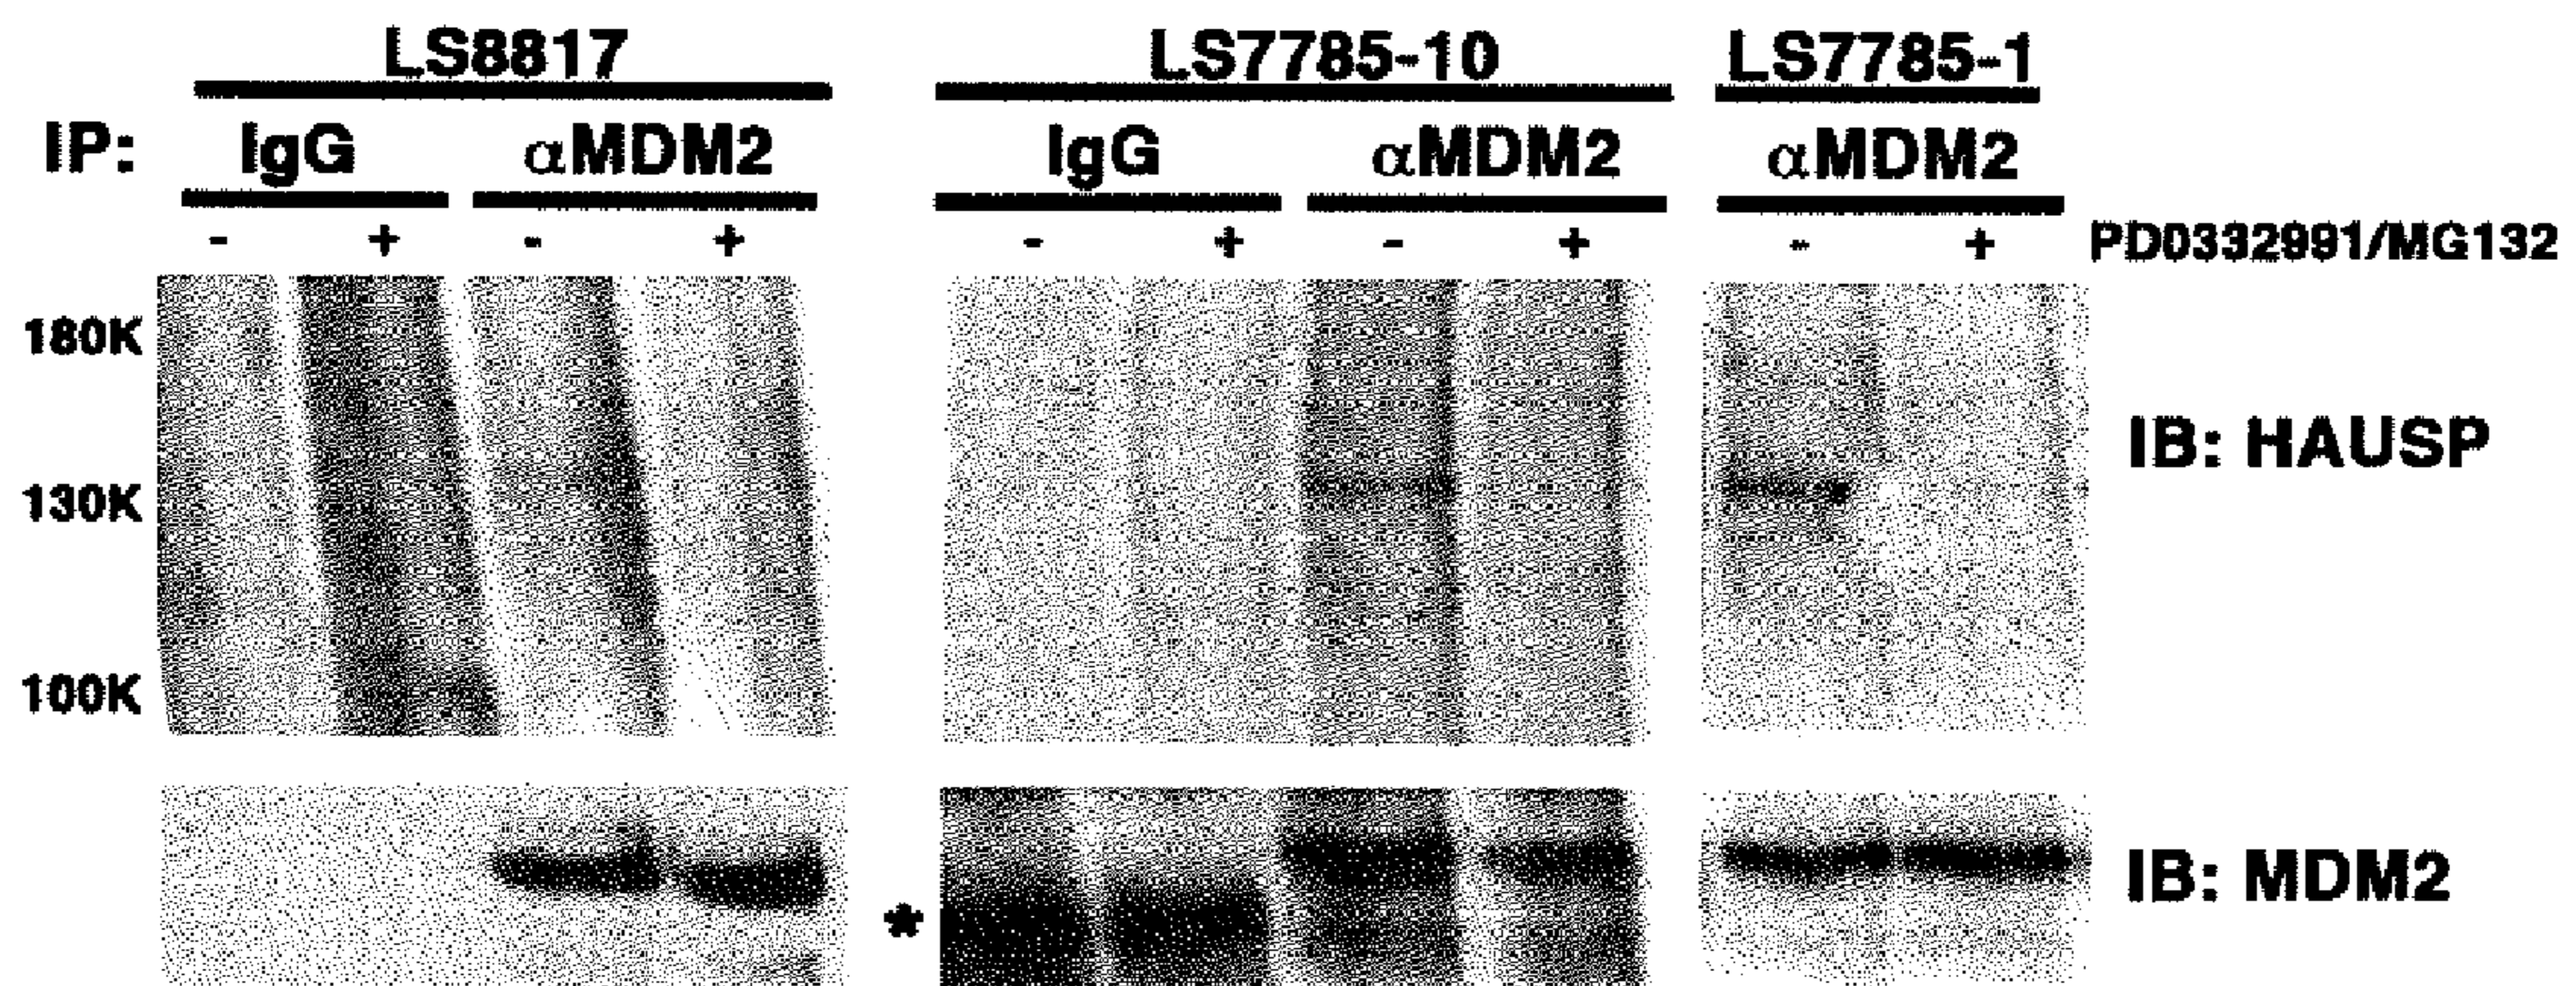 LS8817 LS7785-10 LS7785-1
IP: IgG αMDM2 IgG αMDM2 αMDM2
- + - + - + - + - + PD0332991/MG132
180K
130K
100K
IB: HAUSP
*
IB: MDM2